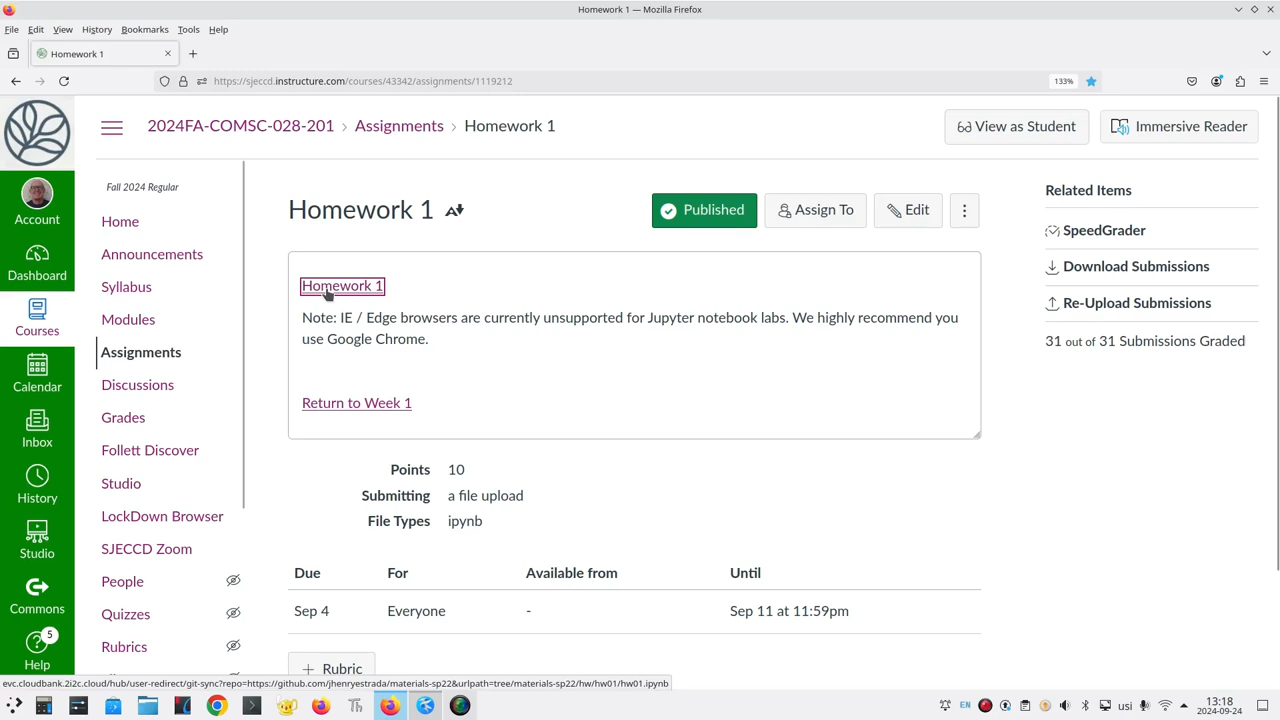 Homework 1 — Mozilla Firefox
File Edit View History Bookmarks Tools Help
Homework 1
https://sjeccd.instructure.com/courses/43342/assignments/1119212
133%
2024FA-COMSC-028-201 › Assignments › Homework 1
View as Student
Immersive Reader
Account
Dashboard
Courses
Calendar
Inbox
History
Studio
Commons
5
Help
Fall 2024 Regular
Home
Announcements
Syllabus
Modules
Assignments
Discussions
Grades
Follett Discover
Studio
LockDown Browser
SJECCD Zoom
People
Quizzes
Rubrics
Homework 1
Published
Assign To
Edit
Homework 1
Note: IE / Edge browsers are currently unsupported for Jupyter notebook labs. We highly recommend you
use Google Chrome.
Return to Week 1
Points 10
Submitting a file upload
File Types ipynb
Due For Available from Until
Sep 4 Everyone - Sep 11 at 11:59pm
+ Rubric
Related Items
SpeedGrader
Download Submissions
Re-Upload Submissions
31 out of 31 Submissions Graded
evc.cloudbank.2i2c.cloud/hub/user-redirect/git-sync?repo=https://github.com/jhenryestrada/materials-sp22&urlpath=tree/materials-sp22/hw/hw01/hw01.ipynb
EN
usi
13:18
2024-09-24